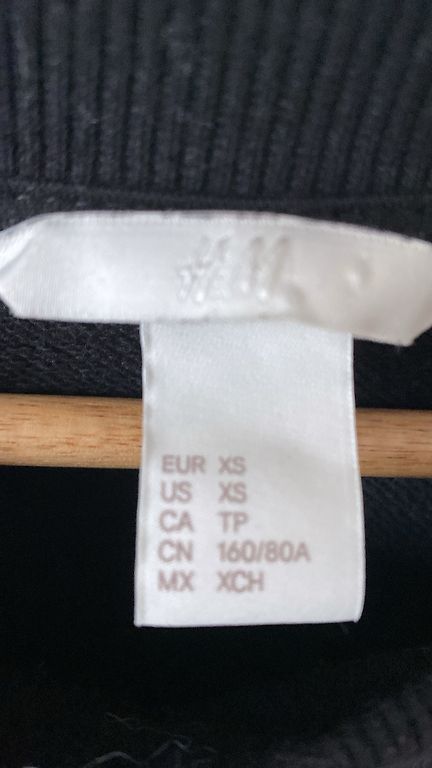 H&M
EUR XS
US XS
CA TP
CN 160/80A
MX XCH